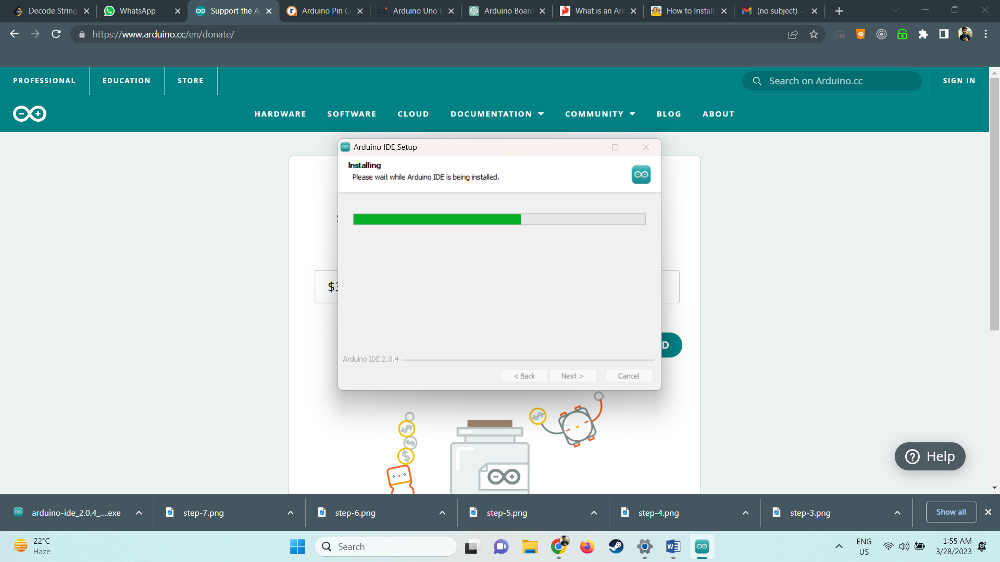 Decode String
WhatsApp
Support the A
Arduino Pin Co
Arduino Uno P
Arduino Board
What is an Ard
How to Install
(no subject) -
https://www.arduino.cc/en/donate/
PROFESSIONAL
EDUCATION
STORE
Search on Arduino.cc
SIGN IN
HARDWARE
SOFTWARE
CLOUD
DOCUMENTATION
COMMUNITY
BLOG
ABOUT
Arduino IDE Setup
Installing
Please wait while Arduino IDE is being installed.
$3
D
Arduino IDE 2.0.4
< Back
Next >
Cancel
Help
arduino-ide_2.0.4_....exe
step-7.png
step-6.png
step-5.png
step-4.png
step-3.png
Show all
22°C
Haze
Search
ENG
US
1:55 AM
3/28/2023